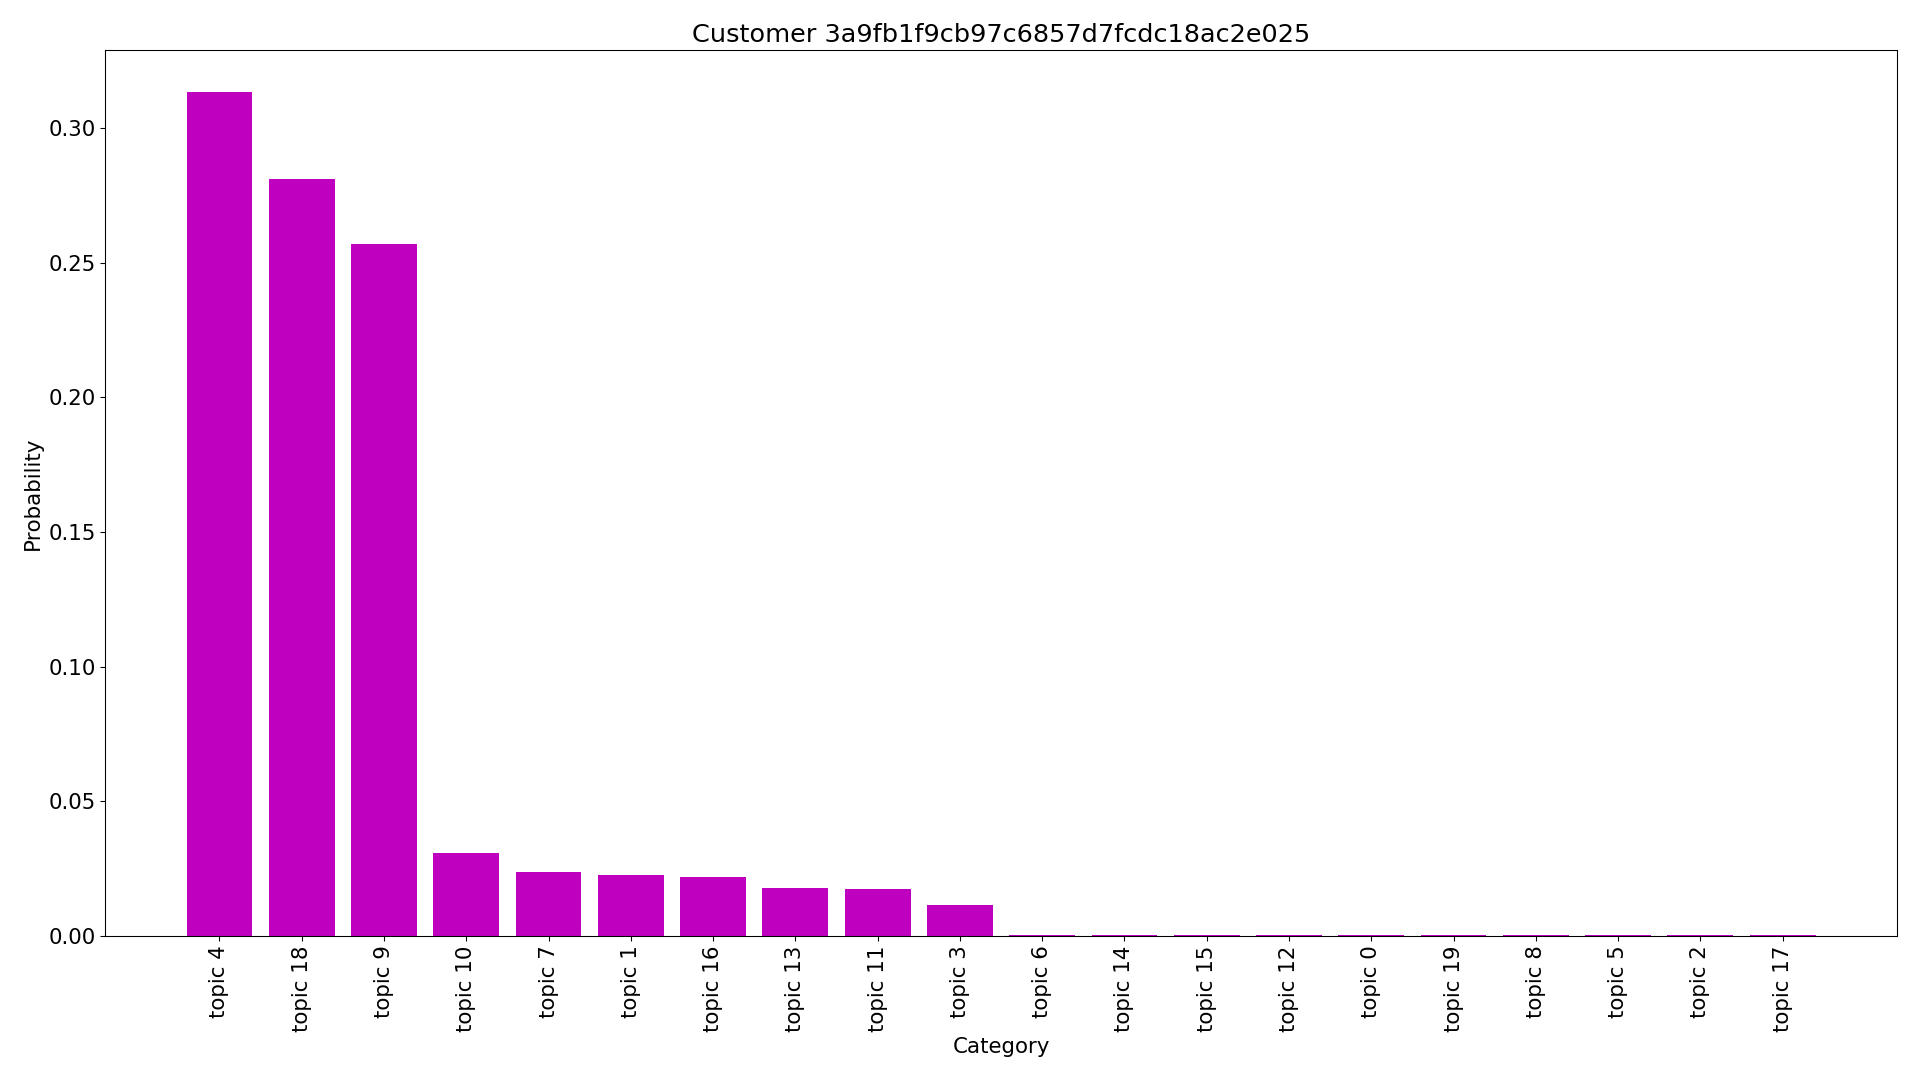 Customer 3a9fb1f9cb97c6857d7fcdc18ac2e025
Probability
0.30
0.25
0.20
0.15
0.10
0.05
0.00
topic 4
topic 18
topic 9
topic 10
topic 7
topic 1
topic 16
topic 13
topic 11
topic 3
topic 6
topic 14
topic 15
topic 12
topic 0
topic 19
topic 8
topic 5
topic 2
topic 17
Category